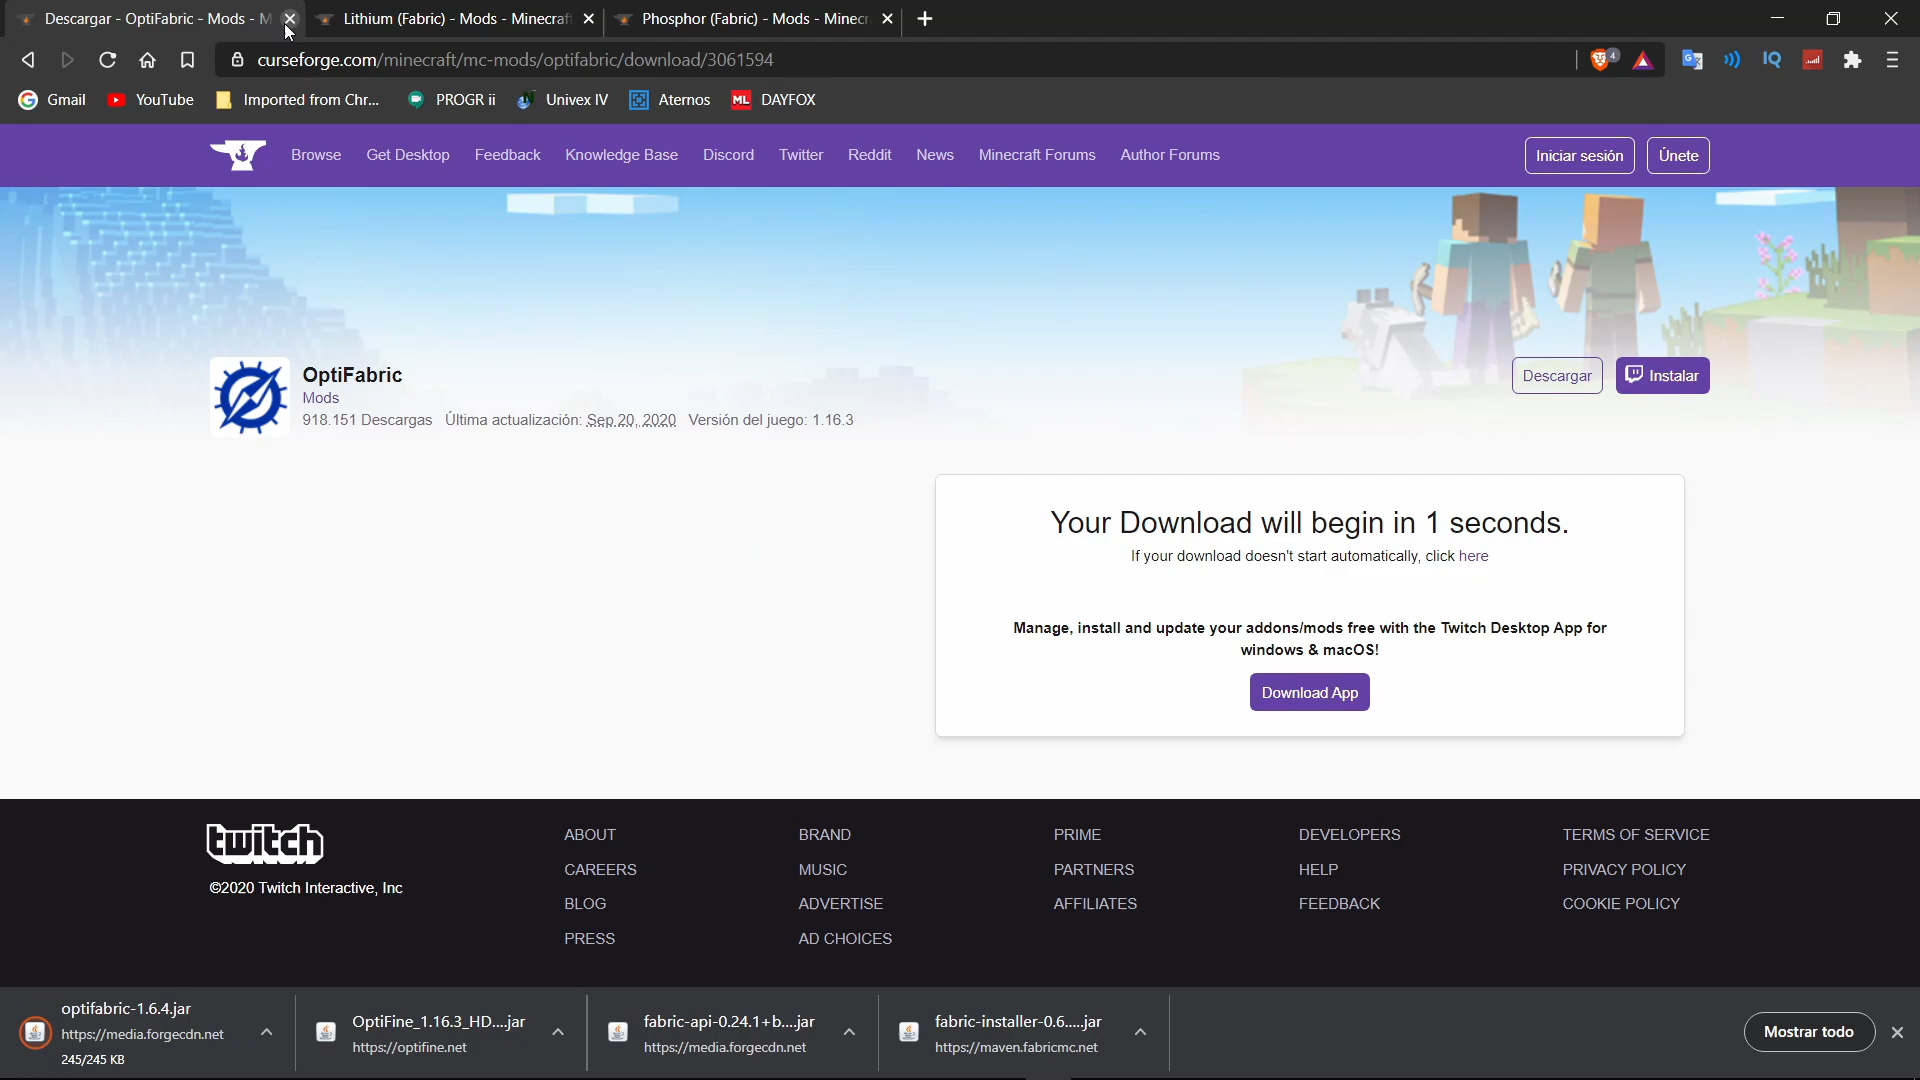 Descargar - OptiFabric - Mods - M
Lithium (Fabric) - Mods - Minecraf
Phosphor (Fabric) - Mods - Minecr
curseforge.com/minecraft/mc-mods/optifabric/download/3061594
4
IQ
Gmail
YouTube
Imported from Chr...
PROGR ii
Univex IV
Aternos
ML DAYFOX
Browse
Get Desktop
Feedback
Knowledge Base
Discord
Twitter
Reddit
News
Minecraft Forums
Author Forums
Iniciar sesión
Únete
OptiFabric
Mods
918.151 Descargas Última actualización: Sep 20, 2020 Versión del juego: 1.16.3
Descargar
Instalar
Your Download will begin in 1 seconds.
If your download doesn't start automatically, click here
Manage, install and update your addons/mods free with the Twitch Desktop App for
windows & macOS!
Download App
twitch
©2020 Twitch Interactive, Inc
ABOUT
CAREERS
BLOG
PRESS
BRAND
MUSIC
ADVERTISE
AD CHOICES
PRIME
PARTNERS
AFFILIATES
DEVELOPERS
HELP
FEEDBACK
TERMS OF SERVICE
PRIVACY POLICY
COOKIE POLICY
optifabric-1.6.4.jar
https://media.forgecdn.net
245/245 KB
OptiFine_1.16.3_HD....jar
https://optifine.net
fabric-api-0.24.1+b....jar
https://media.forgecdn.net
fabric-installer-0.6.....jar
https://maven.fabricmc.net
Mostrar todo